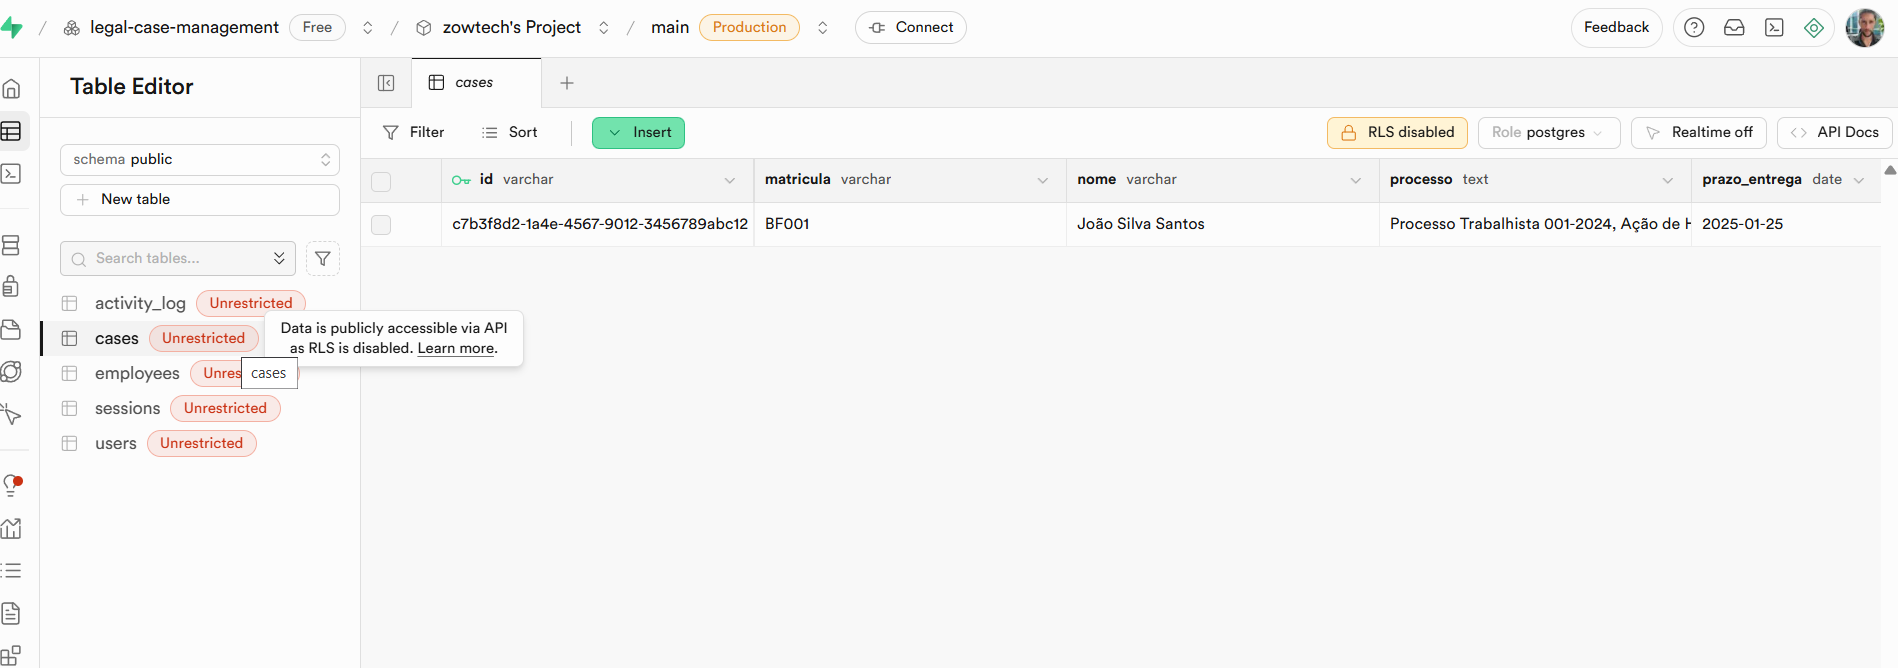 legal-case-management Free zowtech's Project main Production Connect Feedback
Table Editor
cases
schema public
New table
Search tables...
activity_log Unrestricted
cases Unrestricted
employees Unres
sessions Unrestricted
users Unrestricted
Data is publicly accessible via API
as RLS is disabled. Learn more.
cases
Filter Sort Insert RLS disabled Role postgres Realtime off API Docs
id varchar matricula varchar nome varchar processo text prazo_entrega date
c7b3f8d2-1a4e-4567-9012-3456789abc12 BF001 João Silva Santos Processo Trabalhista 001-2024, Ação de H 2025-01-25